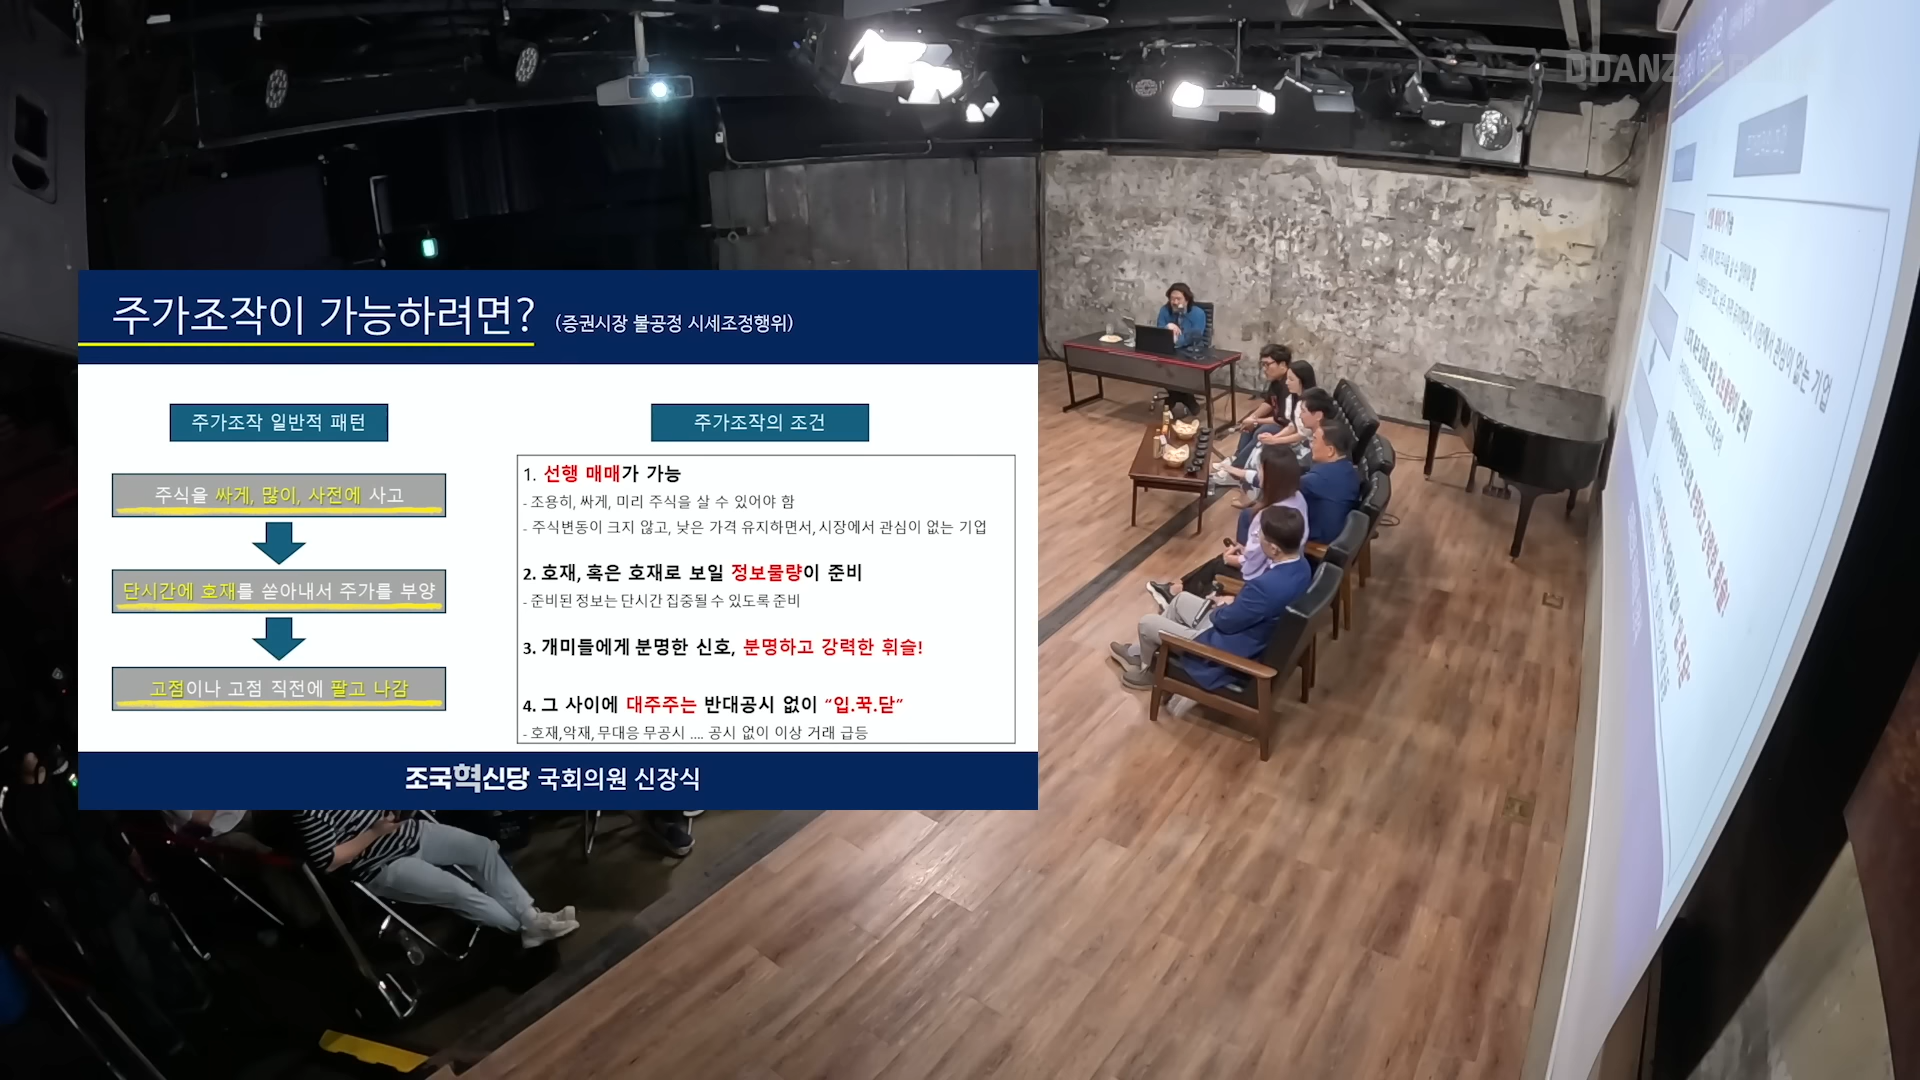 주가조작이 가능하려면? (증권시장 불공정 시세조정행위)
주가조작 일반적 패턴
주식을 싸게, 많이, 사전에 사고
단시간에 호재를 쏟아내서 주가를 부양
고점이나 고점 직전에 팔고 나감
주가조작의 조건
1. 선행 매매가 가능
- 조용히, 싸게, 미리 주식을 살 수 있어야 함
- 주식변동이 크지 않고, 낮은 가격 유지하면서, 시장에서 관심이 없는 기업
2. 호재, 혹은 호재로 보일 정보물량이 준비
- 준비된 정보는 단시간 집중될 수 있도록 준비
3. 개미들에게 분명한 신호, 분명하고 강력한 휘슬!
4. 그 사이에 대주주는 반대공시 없이 “입.꾹.닫”
- 호재,악재, 무대응 무공시 .... 공시 없이 이상 거래 급등
조국혁신당 국회의원 신장식
시장에서 관심이 없는 기업